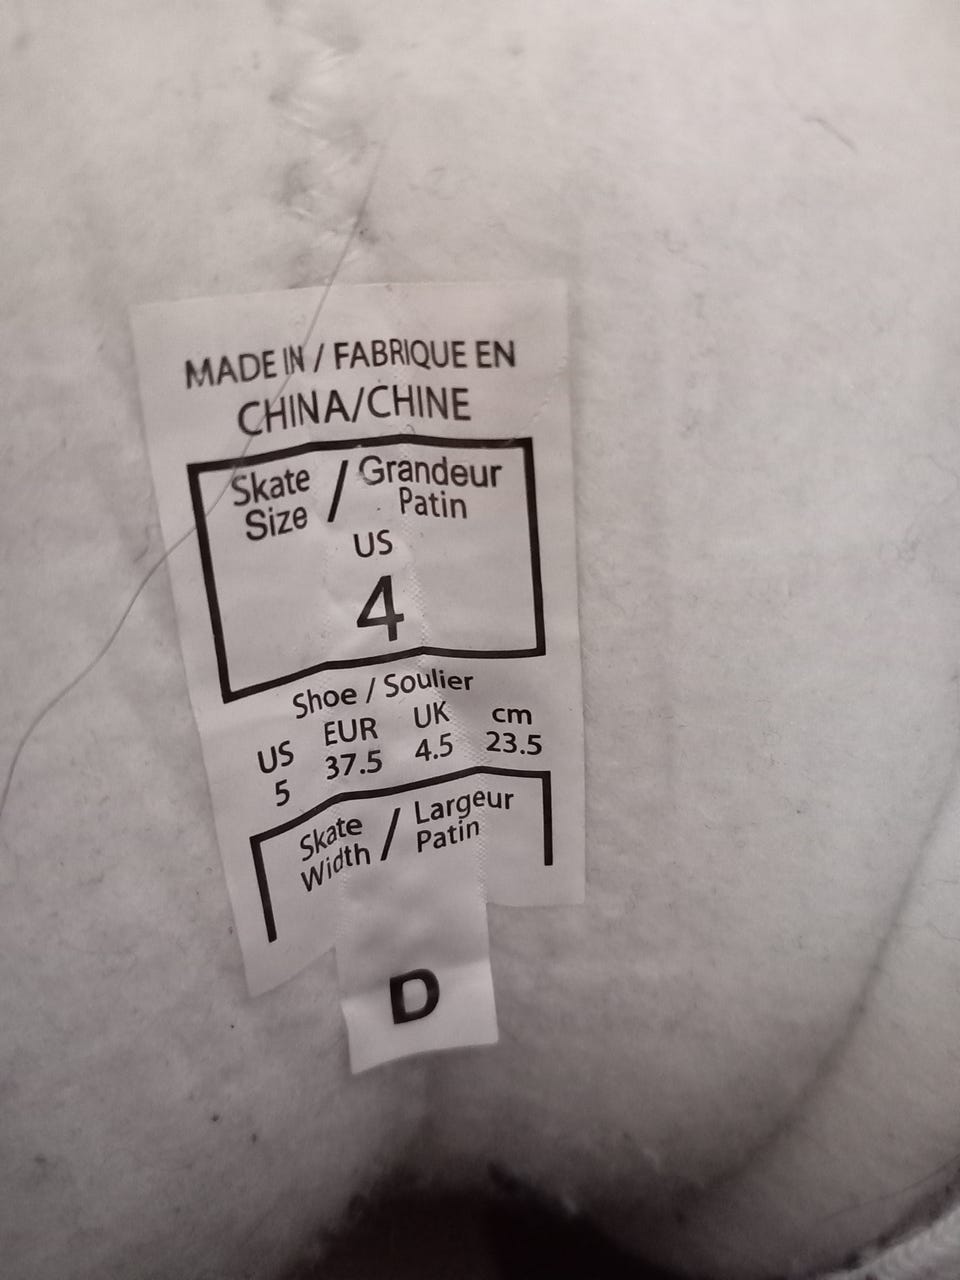 MADE IN / FABRIQUE EN
CHINA/CHINE
Skate Size / Grandeur Patin
US
4
Shoe / Soulier
US EUR UK cm
5 37.5 4.5 23.5
Skate Width / Largeur Patin
D